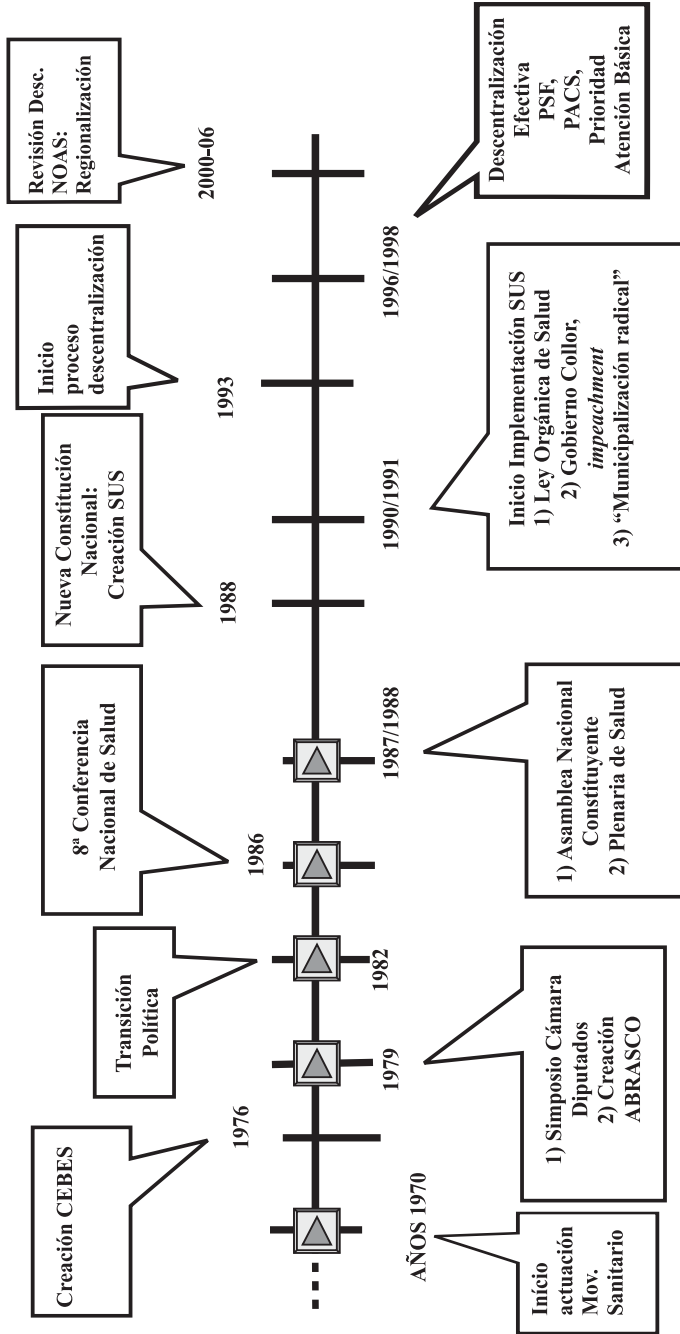 Creación CEBES
1976
Transición
Política
8ª Conferencia
Nacional de Salud
1986
Nueva Constitución
Nacional:
Creación SUS
1988
Inicio
proceso
descentralización
1993
Revisión Desc.
NOAS:
Regionalización
2000-06
AÑOS 1970
Início
actuación
Mov.
Sanitario
1979
1) Simposio Cámara
Diputados
2) Creación
ABRASCO
1982
1987/1988
1) Asamblea Nacional
Constituyente
2) Plenaria de Salud
1990/1991
Inicio Implementación SUS
1) Ley Orgánica de Salud
2) Gobierno Collor,
impeachment
3) “Municipalización radical”
1996/1998
Descentralización
Efectiva
PSF,
PACS,
Prioridad
Atención Básica